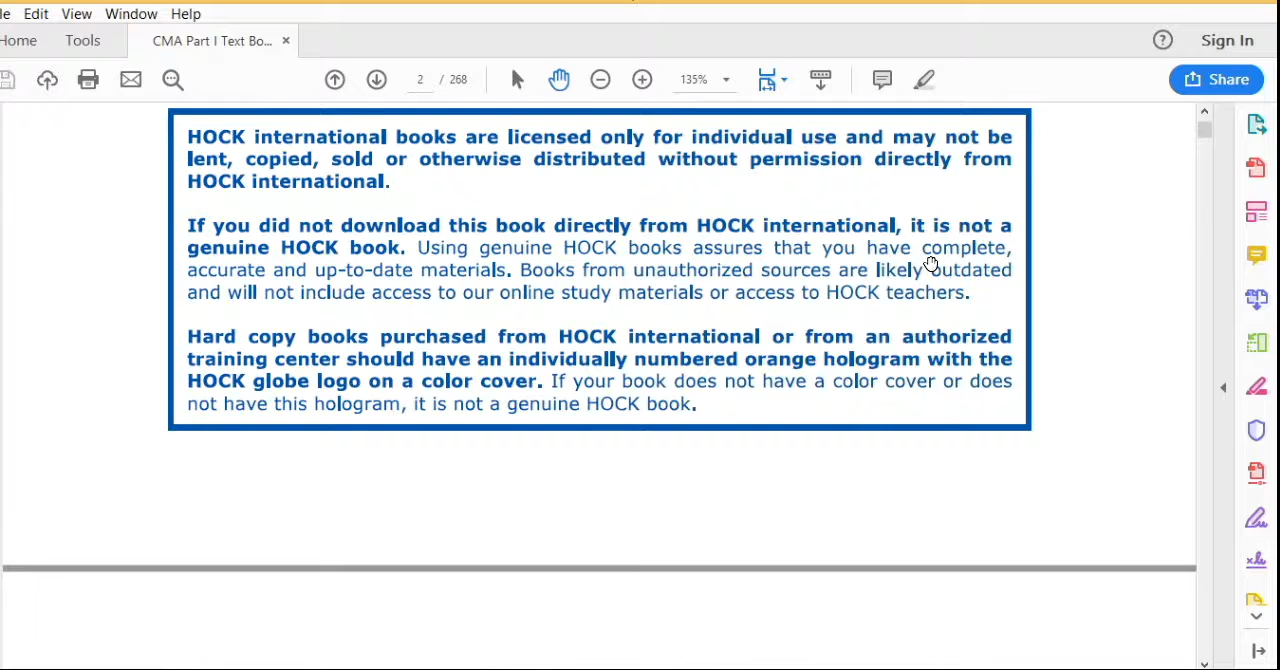 le Edit View Window Help
Home Tools CMA Part I Text Bo... ×
? Sign In
2 / 268 135% Share
HOCK international books are licensed only for individual use and may not be
lent, copied, sold or otherwise distributed without permission directly from
HOCK international.
If you did not download this book directly from HOCK international, it is not a
genuine HOCK book. Using genuine HOCK books assures that you have complete,
accurate and up-to-date materials. Books from unauthorized sources are likely outdated
and will not include access to our online study materials or access to HOCK teachers.
Hard copy books purchased from HOCK international or from an authorized
training center should have an individually numbered orange hologram with the
HOCK globe logo on a color cover. If your book does not have a color cover or does
not have this hologram, it is not a genuine HOCK book.